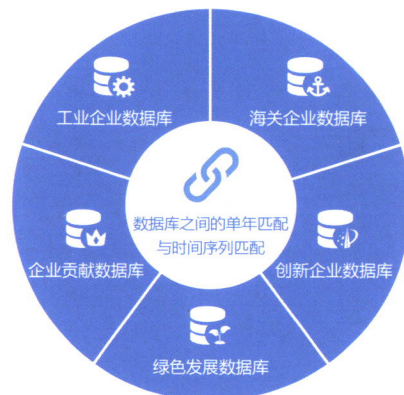 工业企业数据库
海关企业数据库
数据库之间的单年匹配
与时间序列匹配
企业贡献数据库
创新企业数据库
绿色发展数据库